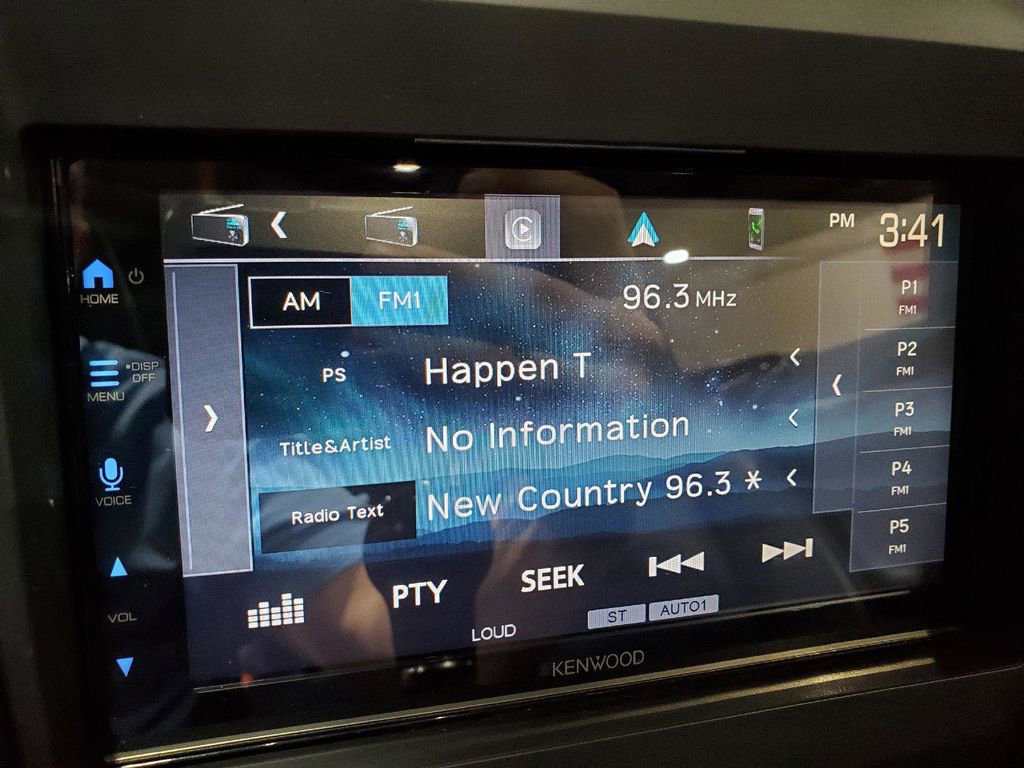 PM 3:41
HOME
AM FM1 96.3 MHz
P1
FM1
DISP
OFF
MENU
PS Happen T
P2
FM1
Title&Artist No Information
P3
FM1
VOICE
Radio Text New Country 96.3 *
P4
FM1
P5
FM1
PTY SEEK
VOL
LOUD ST AUTO1
KENWOOD